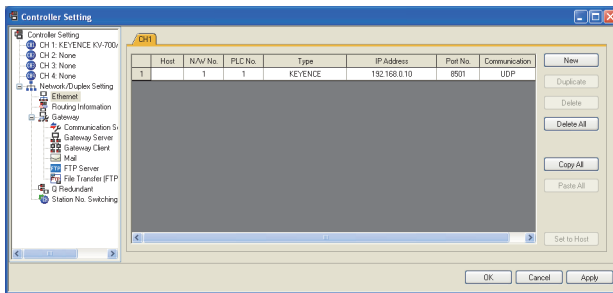 Controller Setting
Controller Setting
CH 1: KEYENCE KV-700/
CH 2: None
CH 3: None
CH 4: None
Network/Duplex Setting
Ethernet
Routing Information
Gateway
Communication S
Gateway Server
Gateway Client
Mail
FTP Server
File Transfer (FTP
Q Redundant
Station No. Switching
CH1
Host N/W No. PLC No. Type IP Address Port No. Communication
1 1 1 KEYENCE 192.168.0.10 8501 UDP
New
Duplicate
Delete
Delete All
Copy All
Paste All
Set to Host
OK Cancel Apply